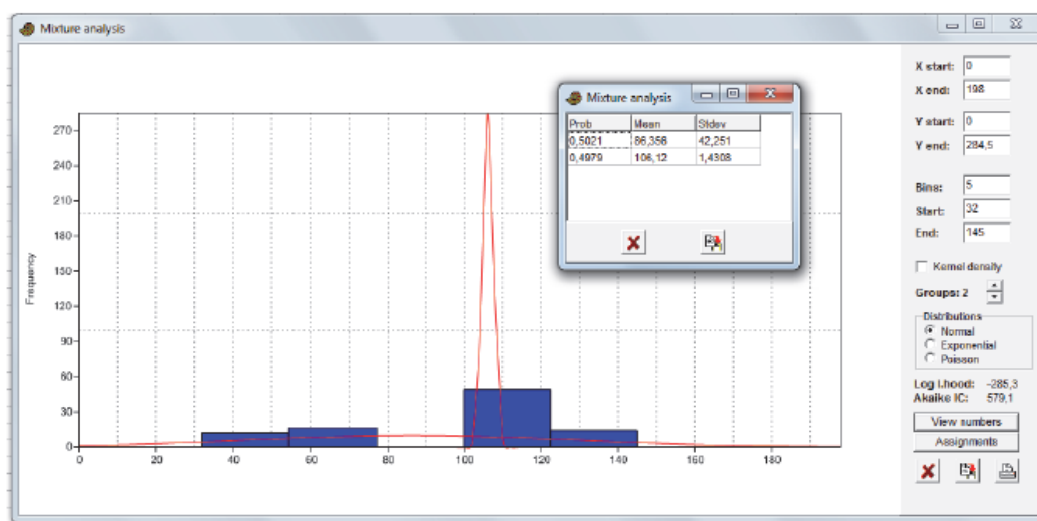 Mixture analysis
270
240
210
180
150
120
90
60
30
0
Frequency
0 20 40 60 80 100 120 140 160 180
Mixture analysis
Prob Mean Stdev
0,5021 86,356 42,251
0,4979 106,12 1,4308
X start: 0
X end: 198
Y start: 0
Y end: 284,5
Bins: 5
Start: 32
End: 145
Kernel density
Groups: 2
Distributions
Normal
Exponential
Poisson
Log l.hood: -285,3
Akaike IC: 579,1
View numbers
Assignments